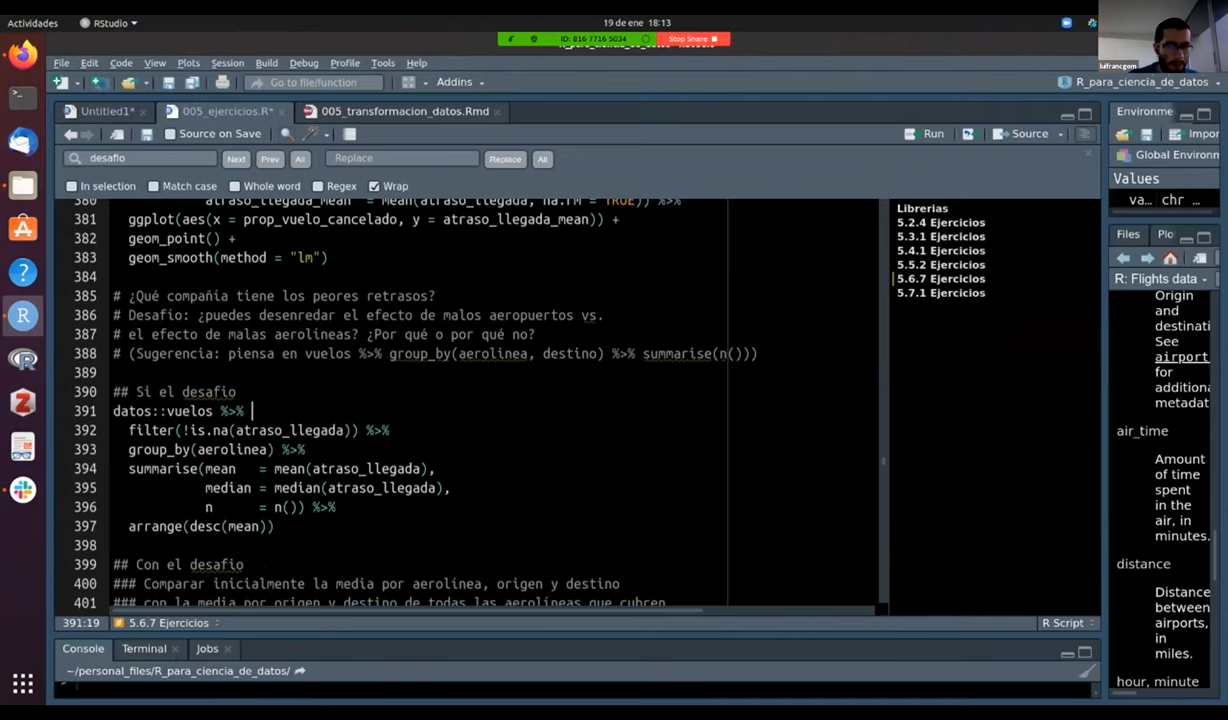 Actividades
RStudio
19 de ene 18:13
ID: 816 7716 5034
Stop Share
luifrancgom
File Edit Code View Plots Session Build Debug Profile Tools Help
Go to file/function
Addins
R_para_ciencia_de_datos
Untitled1*
005_ejercicios.R*
005_transformacion_datos.Rmd
Source on Save
Run
Source
desafio
Next
Prev
All
Replace
Replace
All
In selection
Match case
Whole word
Regex
Wrap
380 atraso_llegada_mean = mean(atraso_llegada, na.rm = TRUE)) %>%
381 ggplot(aes(x = prop_vuelo_cancelado, y = atraso_llegada_mean)) +
382 geom_point() +
383 geom_smooth(method = "lm")
384
385 # ¿Qué compañía tiene los peores retrasos?
386 # Desafío: ¿puedes desenredar el efecto de malos aeropuertos vs.
387 # el efecto de malas aerolíneas? ¿Por qué o por qué no?
388 # (Sugerencia: piensa en vuelos %>% group_by(aerolinea, destino) %>% summarise(n()))
389
390 ## Si el desafio
391 datos::vuelos %>%
392 filter(!is.na(atraso_llegada)) %>%
393 group_by(aerolinea) %>%
394 summarise(mean = mean(atraso_llegada),
395 median = median(atraso_llegada),
396 n = n()) %>%
397 arrange(desc(mean))
398
399 ## Con el desafio
400 ### Comparar inicialmente la media por aerolinea, origen y destino
401 ### con la media por origen y destino de todas las aerolíneas que cubren
391:19
5.6.7 Ejercicios
R Script
Librerias
5.2.4 Ejercicios
5.3.1 Ejercicios
5.4.1 Ejercicios
5.5.2 Ejercicios
5.6.7 Ejercicios
5.7.1 Ejercicios
Console
Terminal
Jobs
~/personal_files/R_para_ciencia_de_datos/
>
Environme
Impor
Global Environm
Values
va… chr …
Files
Plo
R: Flights data
Origin
and
destinati
See
airport
for
additiona
metadat
air_time
Amount
of time
spent
in the
air, in
minutes.
distance
Distance
between
airports,
in
miles.
hour, minute